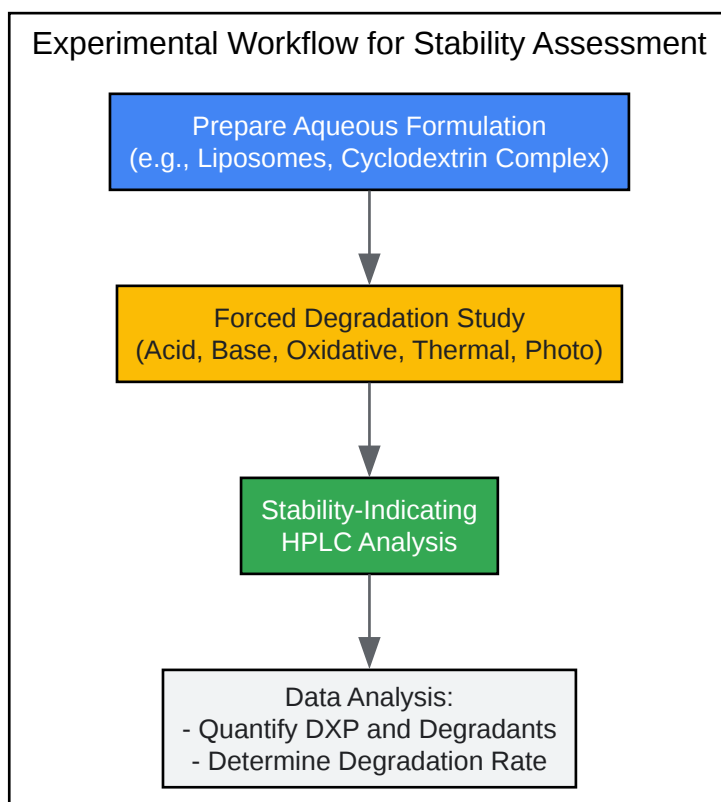 Experimental Workflow for Stability Assessment
Prepare Aqueous Formulation
(e.g., Liposomes, Cyclodextrin Complex)
Forced Degradation Study
(Acid, Base, Oxidative, Thermal, Photo)
Stability-Indicating
HPLC Analysis
Data Analysis:
- Quantify DXP and Degradants
- Determine Degradation Rate